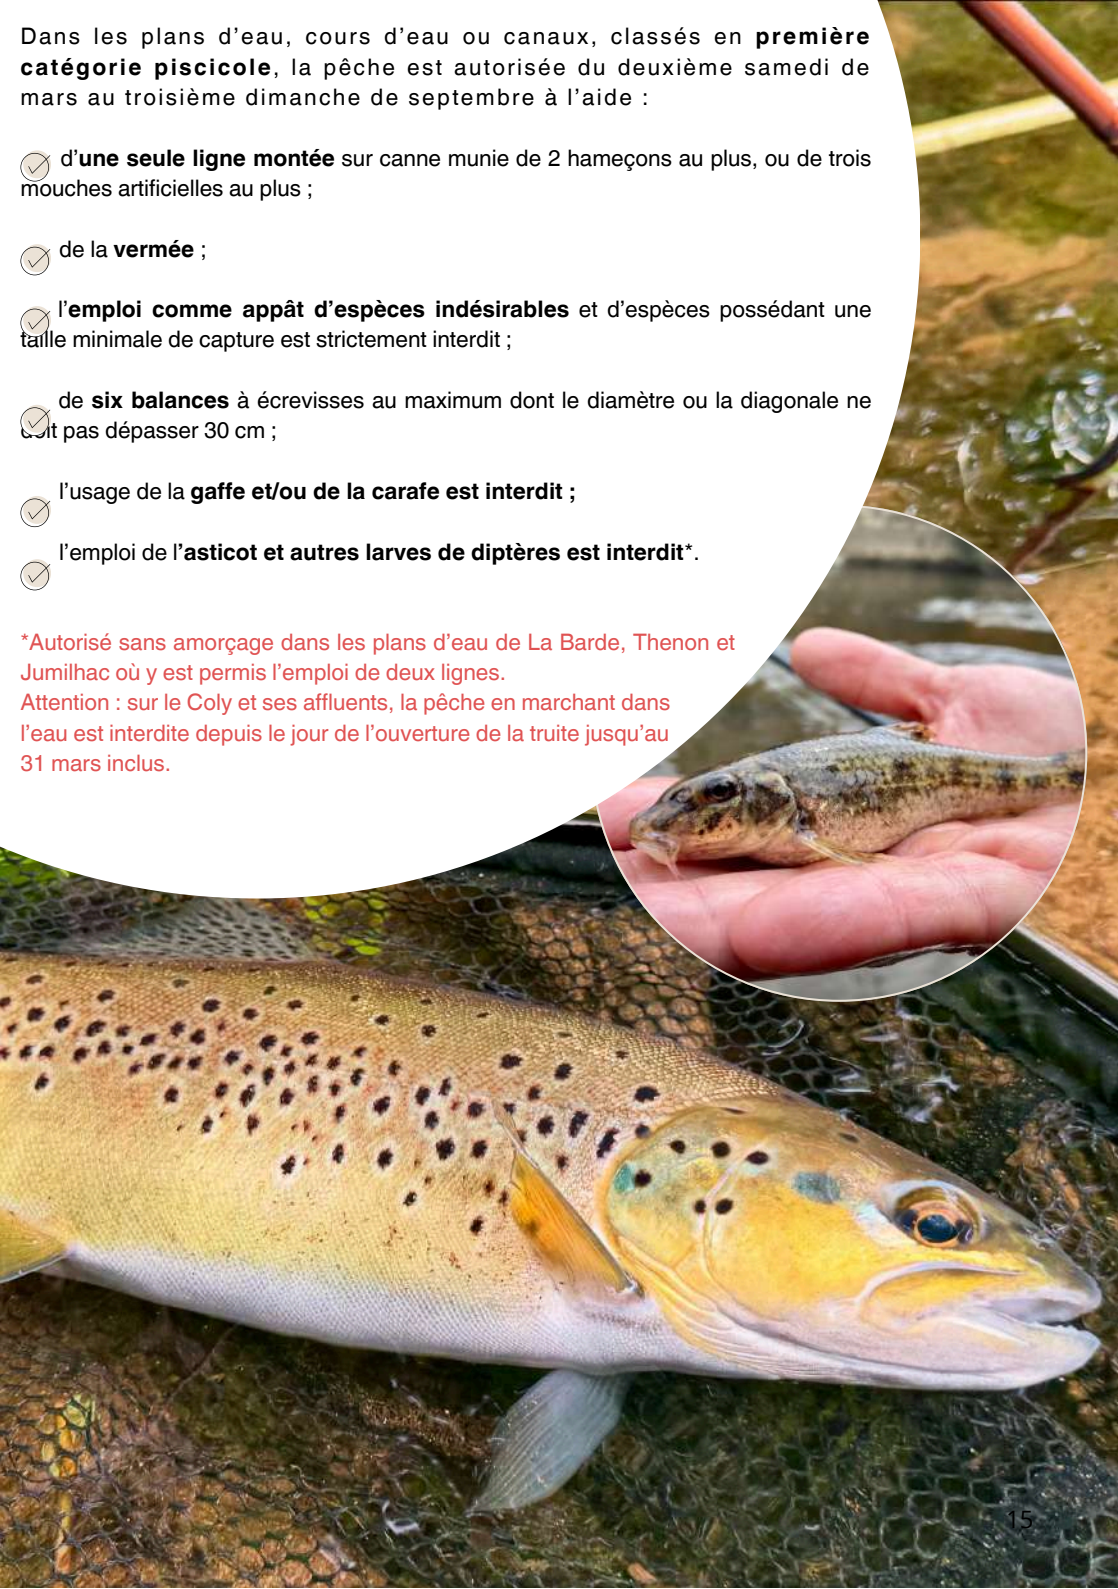 Dans les plans d’eau, cours d’eau ou canaux, classés en première
catégorie piscicole, la pêche est autorisée du deuxième samedi de
mars au troisième dimanche de septembre à l’aide :
d’une seule ligne montée sur canne munie de 2 hameçons au plus, ou de trois
mouches artificielles au plus ;
de la vermée ;
l’emploi comme appât d’espèces indésirables et d’espèces possédant une
taille minimale de capture est strictement interdit ;
de six balances à écrevisses au maximum dont le diamètre ou la diagonale ne
doit pas dépasser 30 cm ;
l’usage de la gaffe et/ou de la carafe est interdit ;
l’emploi de l’asticot et autres larves de diptères est interdit*.
*Autorisé sans amorçage dans les plans d’eau de La Barde, Thenon et
Jumilhac où y est permis l’emploi de deux lignes.
Attention : sur le Coly et ses affluents, la pêche en marchant dans
l’eau est interdite depuis le jour de l’ouverture de la truite jusqu’au
31 mars inclus.
15